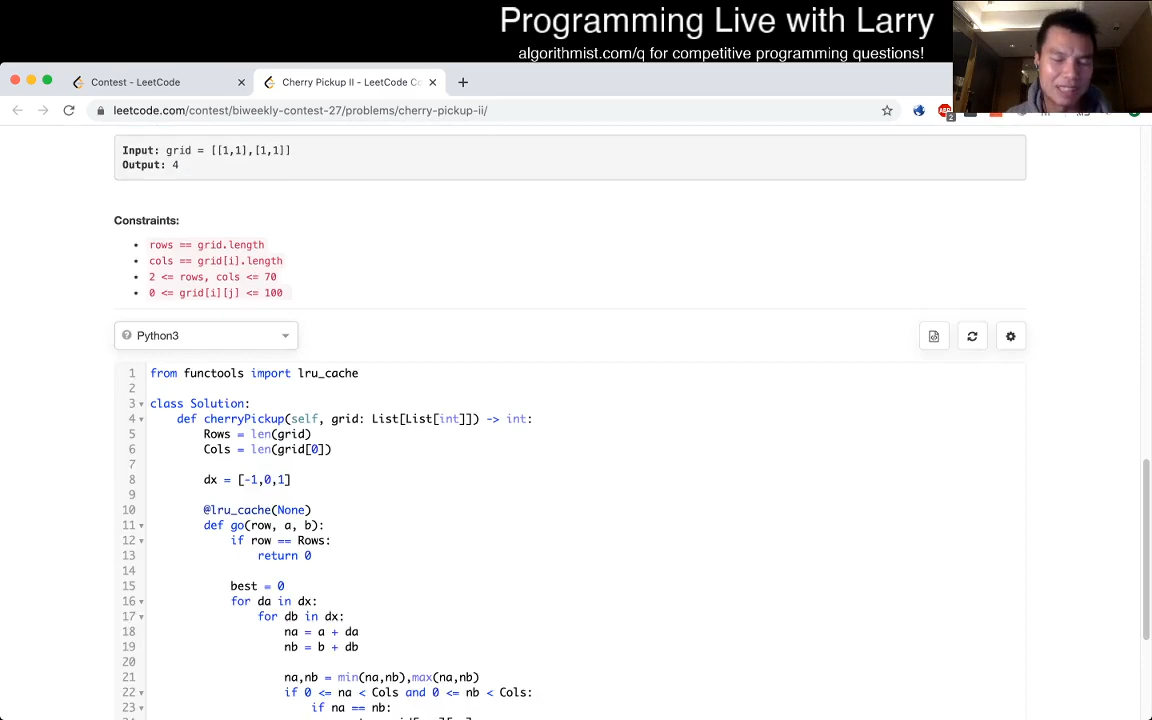 Programming Live with Larry
algorithmist.com/q for competitive programming questions!
Contest - LeetCode
Cherry Pickup II - LeetCode Co
leetcode.com/contest/biweekly-contest-27/problems/cherry-pickup-ii/
Input: grid = [[1,1],[1,1]]
Output: 4
Constraints:
rows == grid.length
cols == grid[i].length
2 <= rows, cols <= 70
0 <= grid[i][j] <= 100
Python3
1 from functools import lru_cache
2
3 class Solution:
4 def cherryPickup(self, grid: List[List[int]]) -> int:
5 Rows = len(grid)
6 Cols = len(grid[0])
7
8 dx = [-1,0,1]
9
10 @lru_cache(None)
11 def go(row, a, b):
12 if row == Rows:
13 return 0
14
15 best = 0
16 for da in dx:
17 for db in dx:
18 na = a + da
19 nb = b + db
20
21 na,nb = min(na,nb),max(na,nb)
22 if 0 <= na < Cols and 0 <= nb < Cols:
23 if na == nb: